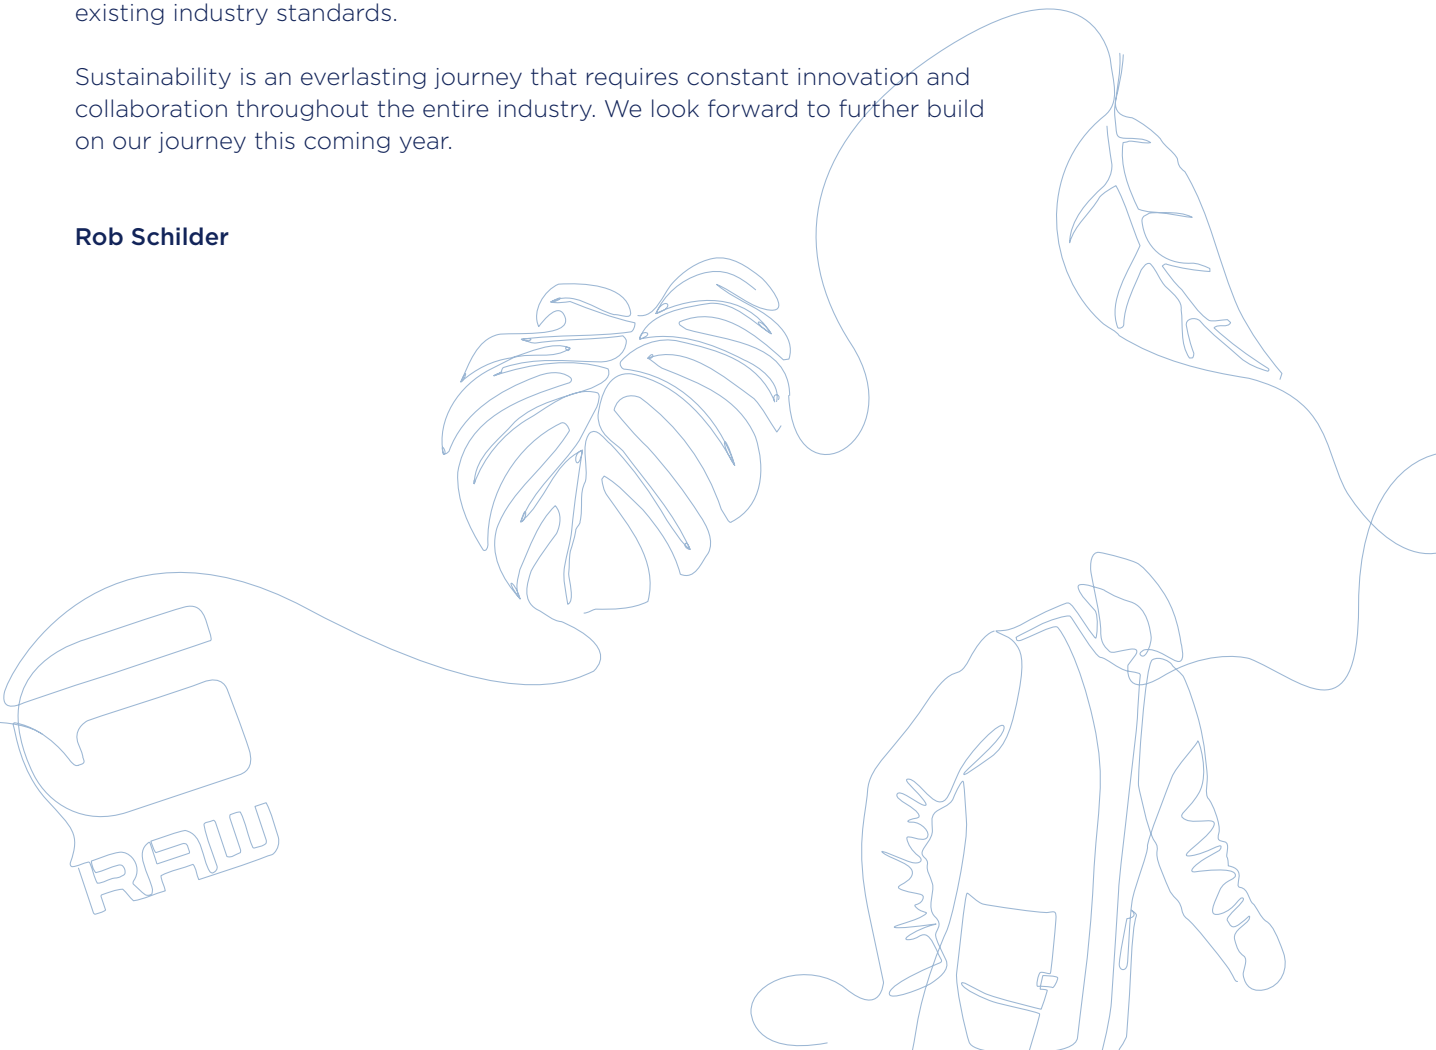 existing industry standards.
Sustainability is an everlasting journey that requires constant innovation and
collaboration throughout the entire industry. We look forward to further build
on our journey this coming year.
Rob Schilder
RAW